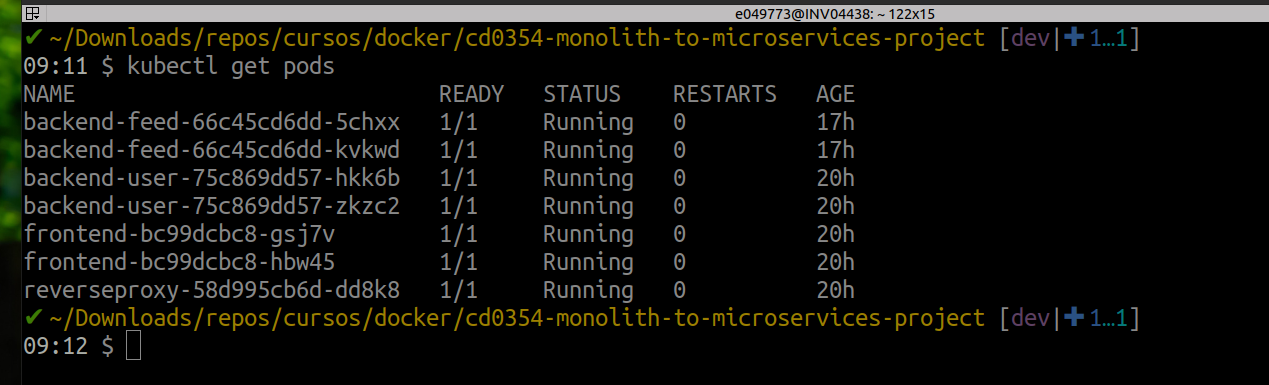 e049773@INV04438: ~ 122x15
✔ ~/Downloads/repos/cursos/docker/cd0354-monolith-to-microservices-project [dev|✚ 1…1]
09:11 $ kubectl get pods
NAME READY STATUS RESTARTS AGE
backend-feed-66c45cd6dd-5chxx 1/1 Running 0 17h
backend-feed-66c45cd6dd-kvkwd 1/1 Running 0 17h
backend-user-75c869dd57-hkk6b 1/1 Running 0 20h
backend-user-75c869dd57-zkzc2 1/1 Running 0 20h
frontend-bc99dcbc8-gsj7v 1/1 Running 0 20h
frontend-bc99dcbc8-hbw45 1/1 Running 0 20h
reverseproxy-58d995cb6d-dd8k8 1/1 Running 0 20h
✔ ~/Downloads/repos/cursos/docker/cd0354-monolith-to-microservices-project [dev|✚ 1…1]
09:12 $